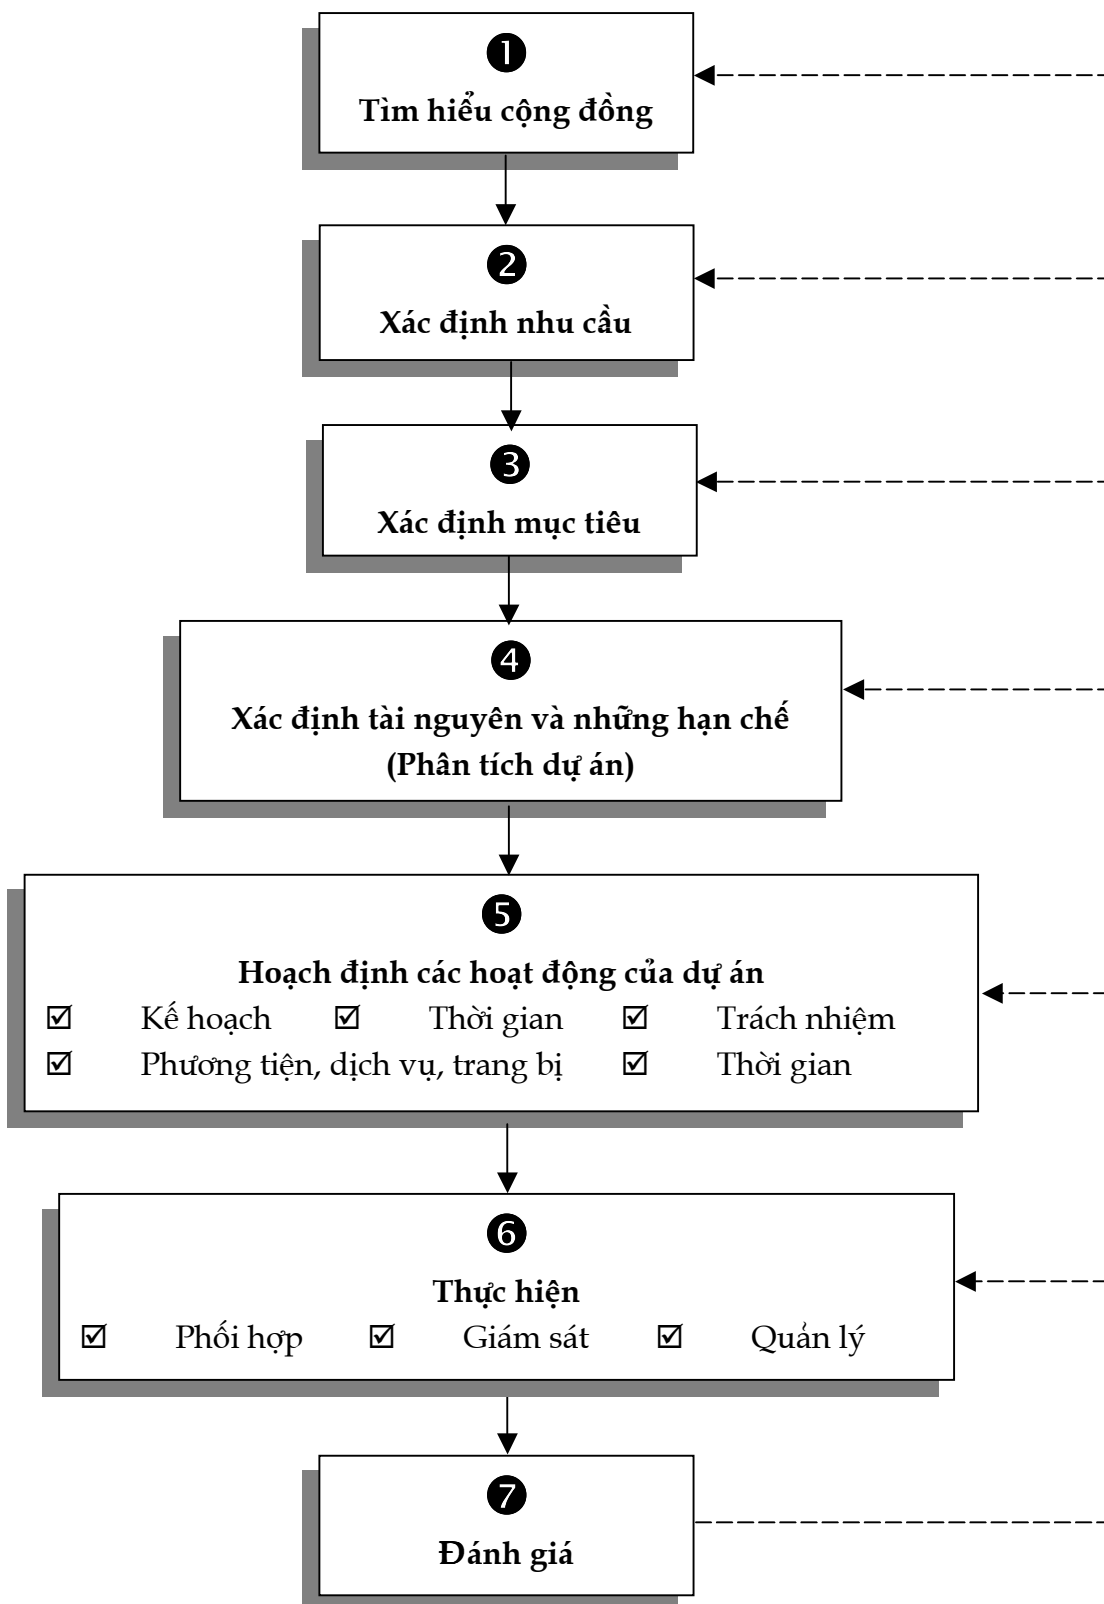 ❶
Tìm hiểu cộng đồng
❷
Xác định nhu cầu
❸
Xác định mục tiêu
❹
Xác định tài nguyên và những hạn chế
(Phân tích dự án)
❺
Hoạch định các hoạt động của dự án
☑ Kế hoạch ☑ Thời gian ☑ Trách nhiệm
☑ Phương tiện, dịch vụ, trang bị ☑ Thời gian
❻
Thực hiện
☑ Phối hợp ☑ Giám sát ☑ Quản lý
❼
Đánh giá